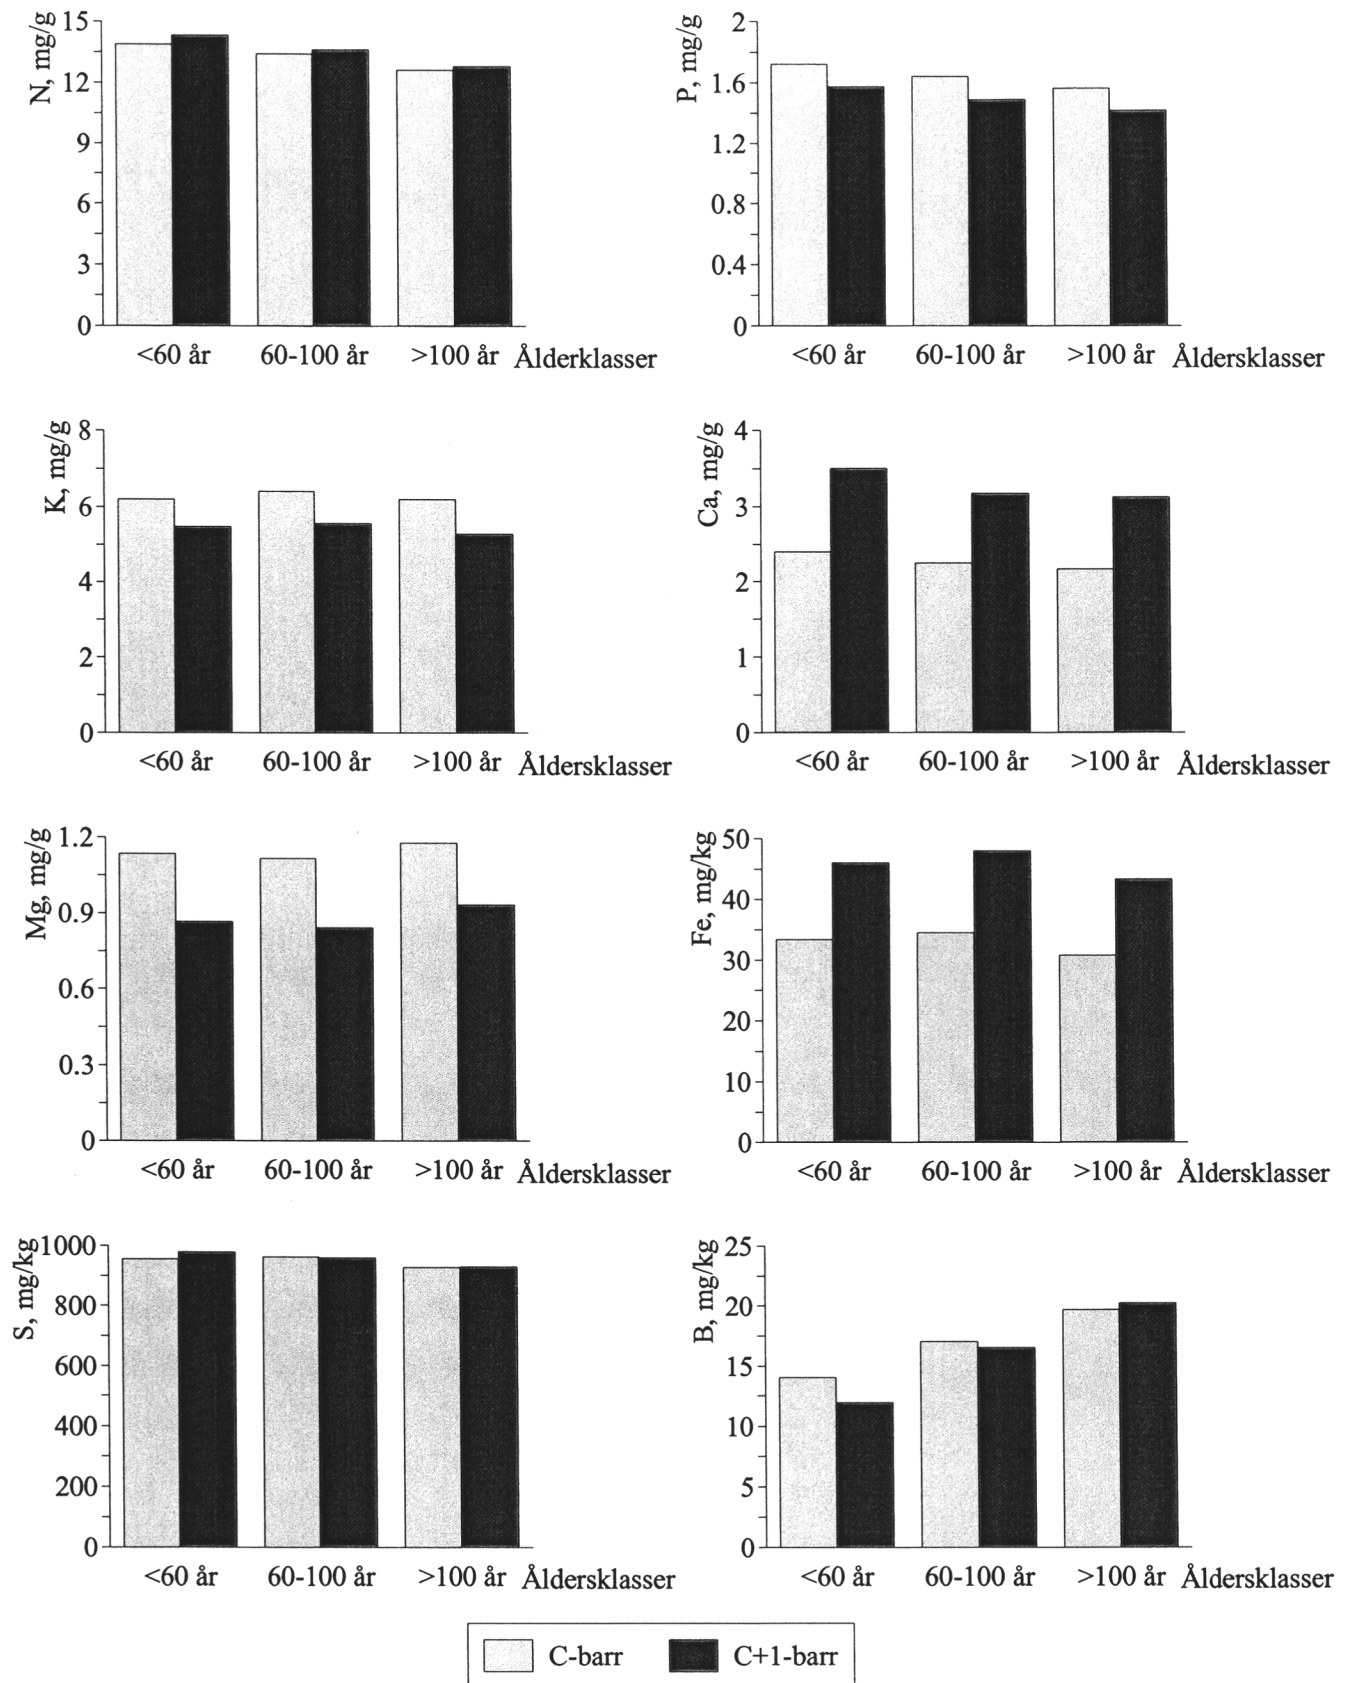 N, mg/g
15
12
9
6
3
0
<60 år 60-100 år >100 år Ålderklasser
P, mg/g
2
1.6
1.2
0.8
0.4
0
<60 år 60-100 år >100 år Åldersklasser
K, mg/g
8
6
4
2
0
<60 år 60-100 år >100 år Åldersklasser
Ca, mg/g
4
3
2
1
0
<60 år 60-100 år >100 år Åldersklasser
Mg, mg/g
1.2
0.9
0.6
0.3
0
<60 år 60-100 år >100 år Åldersklasser
Fe, mg/kg
50
40
30
20
10
0
<60 år 60-100 år >100 år Åldersklasser
S, mg/kg
1000
800
600
400
200
0
<60 år 60-100 år >100 år Åldersklasser
B, mg/kg
25
20
15
10
5
0
<60 år 60-100 år >100 år Åldersklasser
C-barr C+1-barr